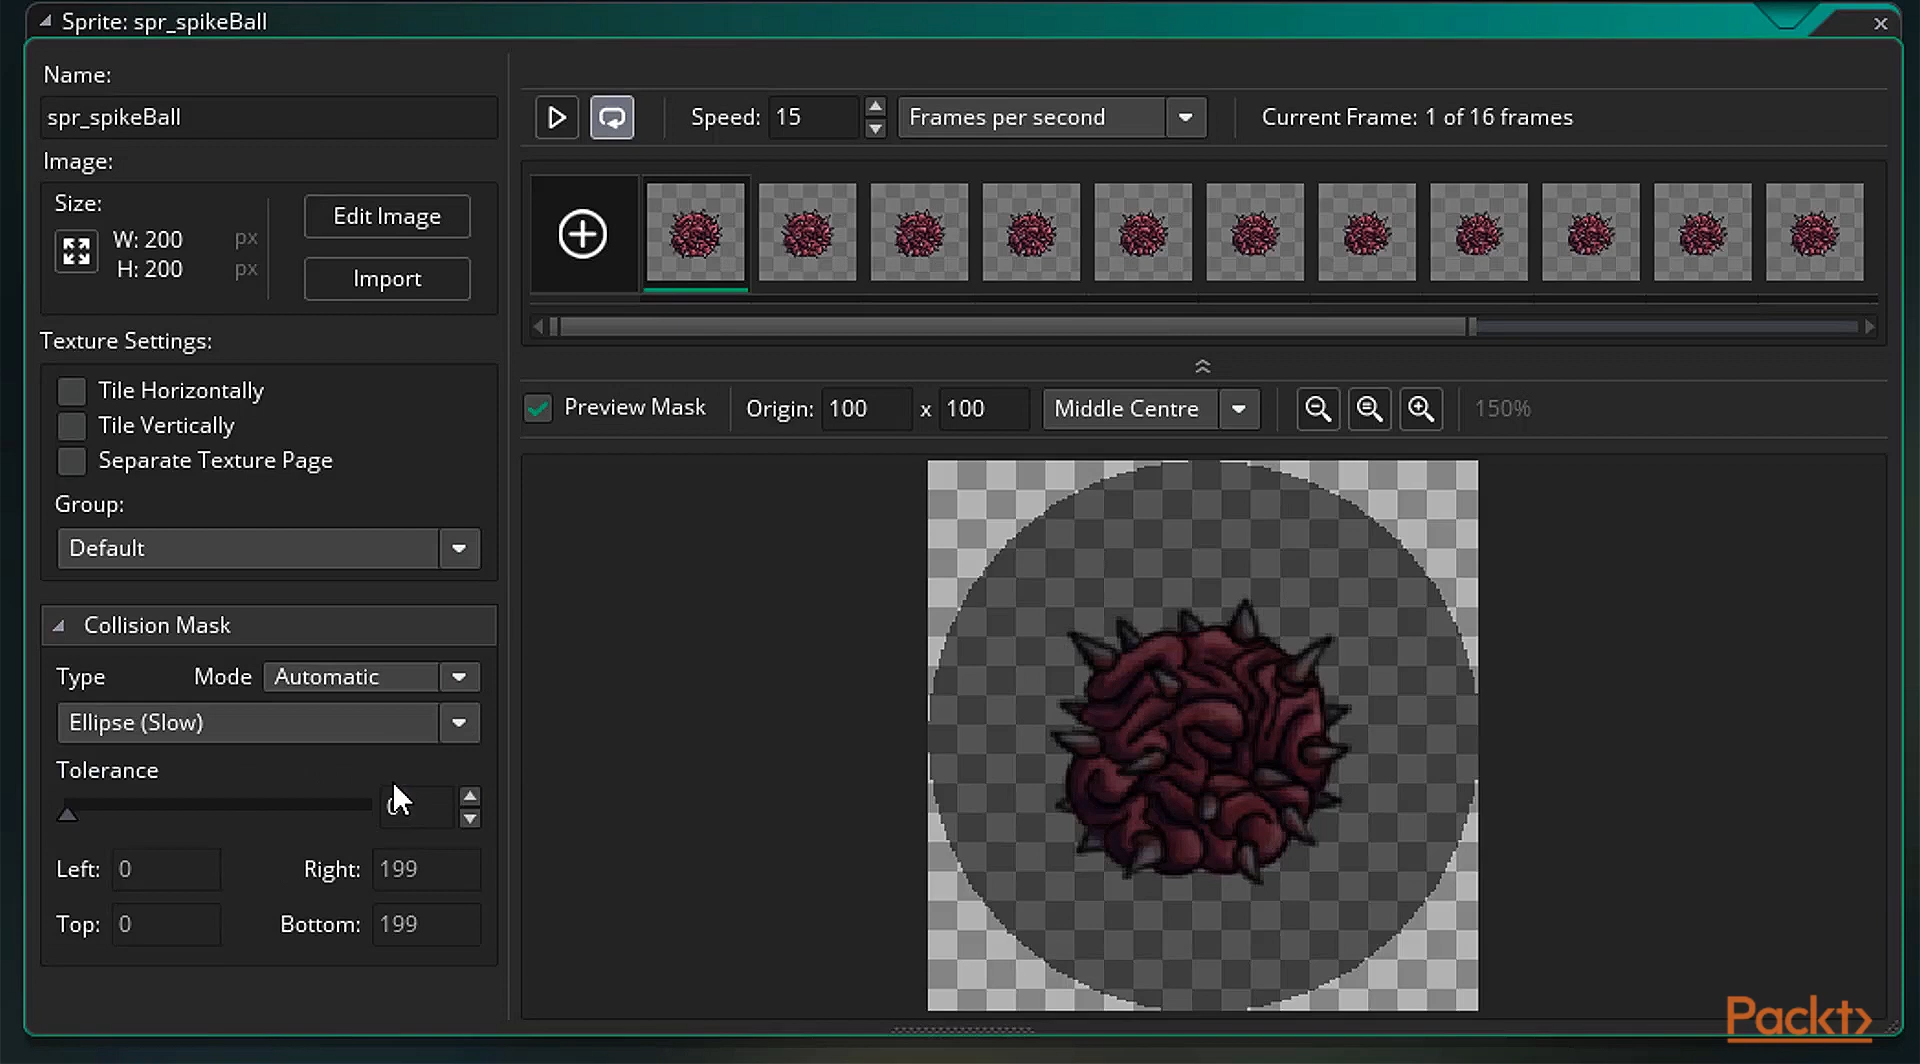 Sprite: spr_spikeBall
Name:
spr_spikeBall
Image:
Size:
W: 200 px
H: 200 px
Edit Image
Import
Texture Settings:
Tile Horizontally
Tile Vertically
Separate Texture Page
Group:
Default
Collision Mask
Type Mode Automatic
Ellipse (Slow)
Tolerance
Left: 0 Right: 199
Top: 0 Bottom: 199
Speed: 15 Frames per second Current Frame: 1 of 16 frames
Preview Mask Origin: 100 x 100 Middle Centre 150%
Packt>